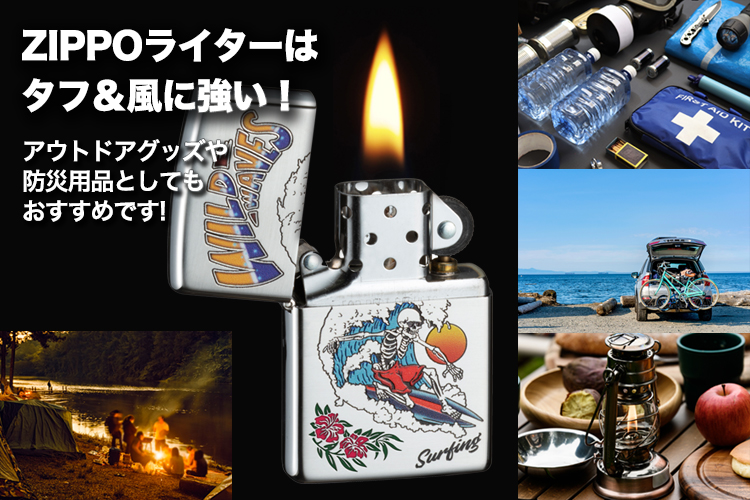 ZIPPOライターは
タフ&風に強い!
アウトドアグッズや
防災用品としても
おすすめです!
WILD
WAVES
Surfing
FIRST AID KIT